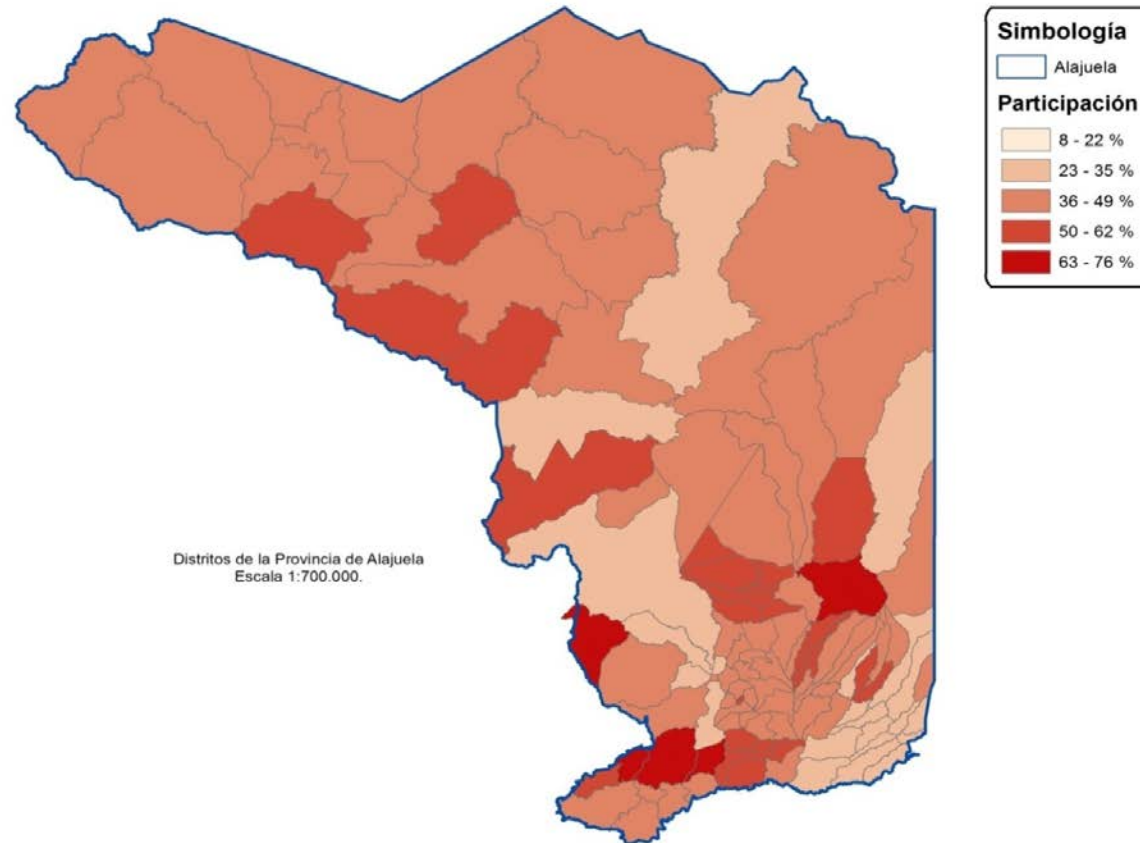 Simbología
Alajuela
Participación
8 - 22 %
23 - 35 %
36 - 49 %
50 - 62 %
63 - 76 %
Distritos de la Provincia de Alajuela
Escala 1:700.000.